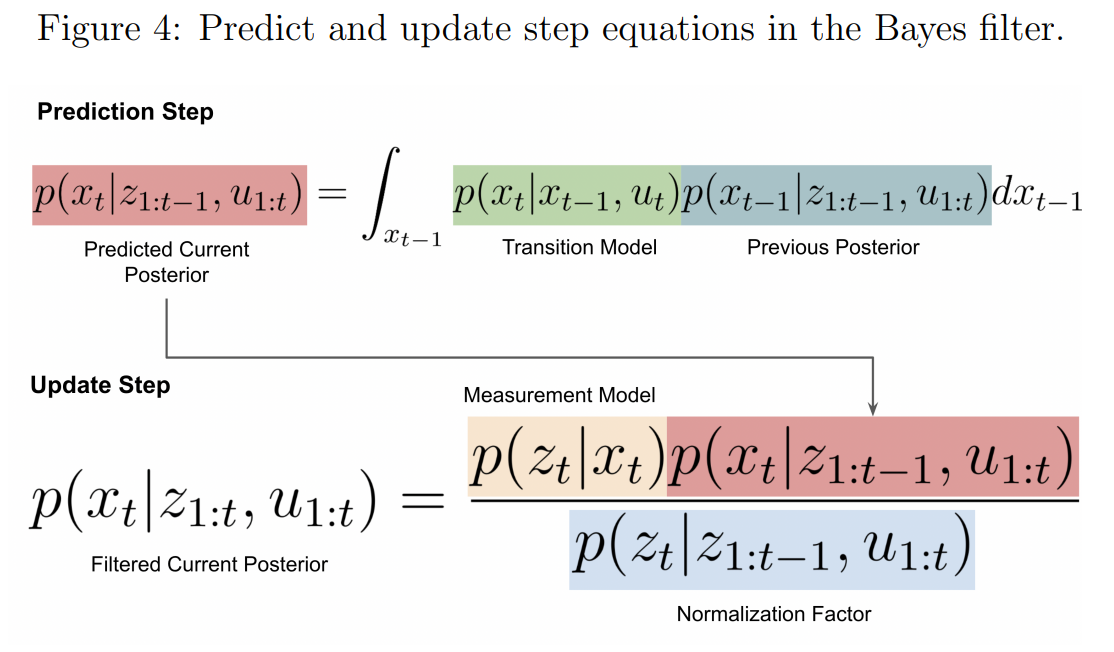 Figure 4: Predict and update step equations in the Bayes filter.
Prediction Step
p(x_t|z_{1:t−1}, u_{1:t}) = ∫_{x_{t−1}} p(x_t|x_{t−1}, u_t)p(x_{t−1}|z_{1:t−1}, u_{1:t})dx_{t−1}
Predicted Current
Posterior
Transition Model
Previous Posterior
Update Step
Measurement Model
p(x_t|z_{1:t}, u_{1:t}) = p(z_t|x_t)p(x_t|z_{1:t−1}, u_{1:t})
p(z_t|z_{1:t−1}, u_{1:t})
Filtered Current Posterior
Normalization Factor